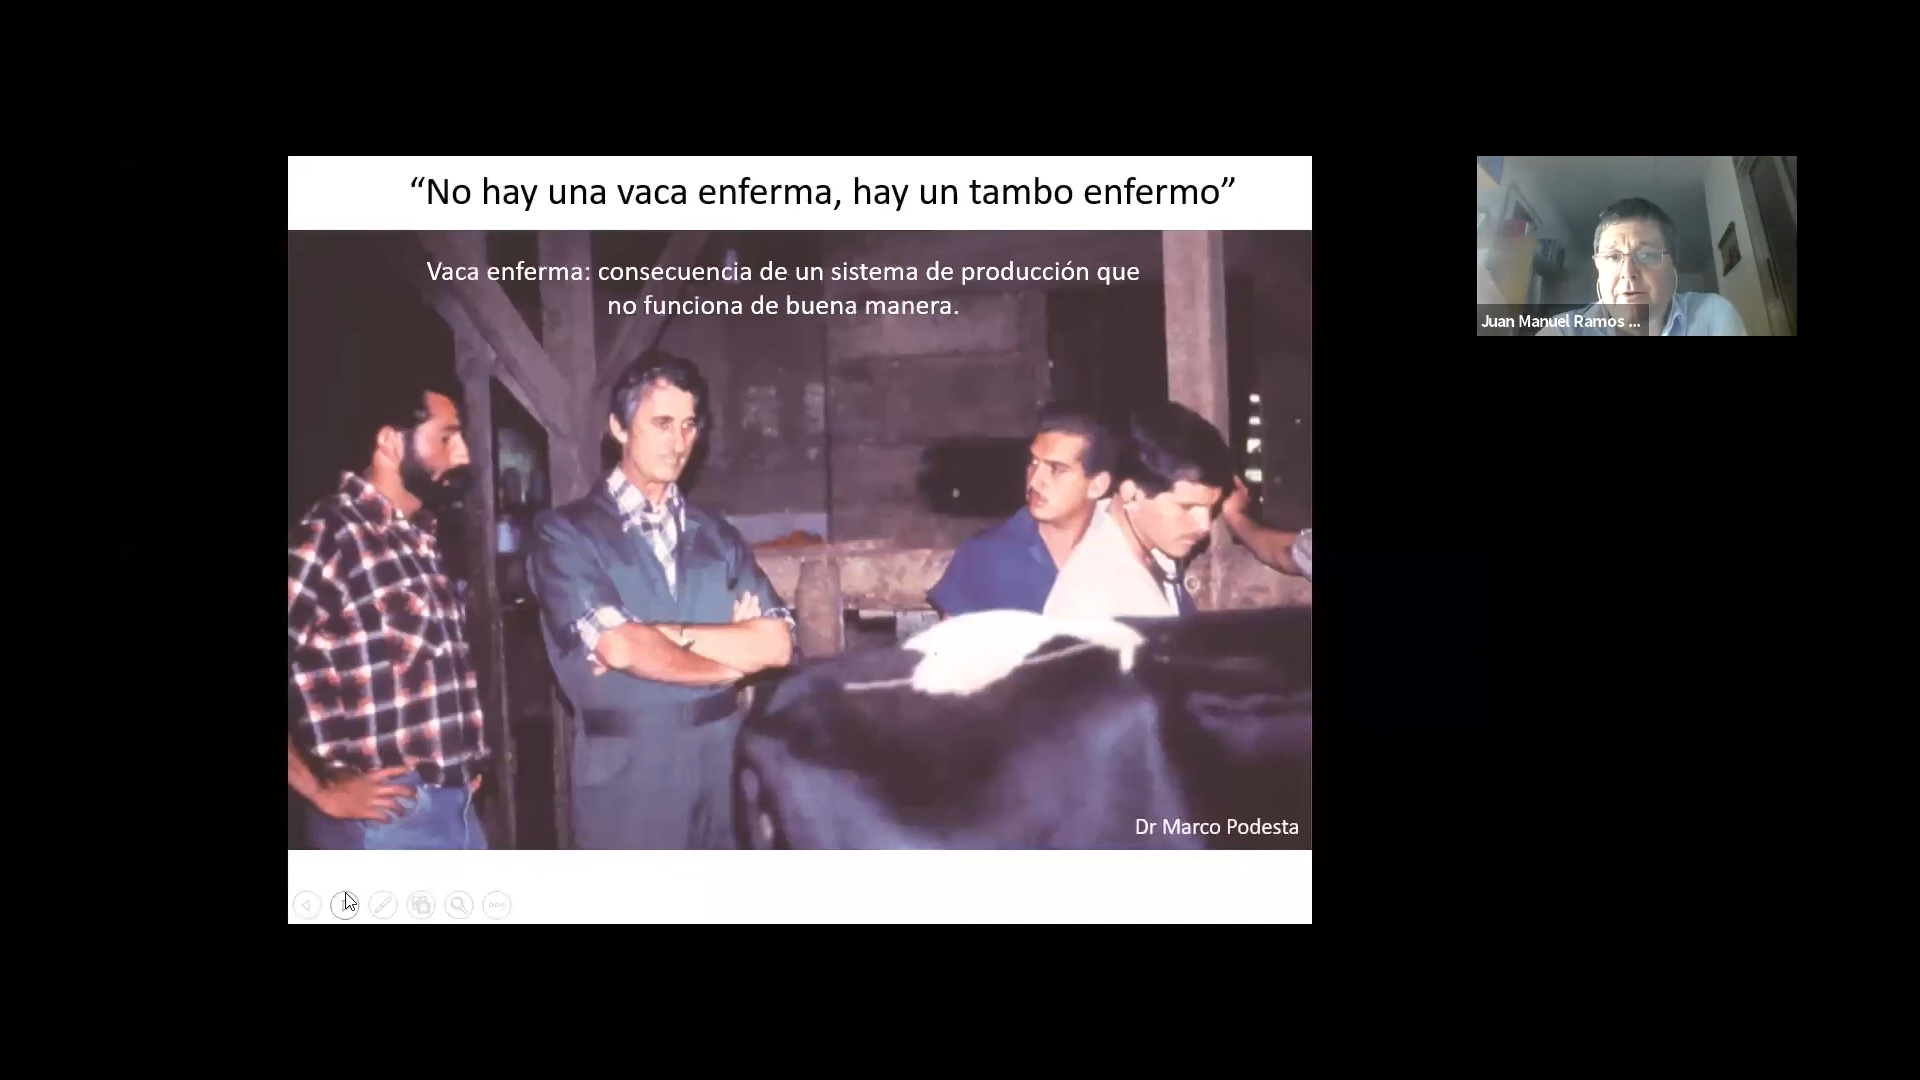 “No hay una vaca enferma, hay un tambo enfermo”
Vaca enferma: consecuencia de un sistema de producción que
no funciona de buena manera.
Dr Marco Podesta
Juan Manuel Ramos ...